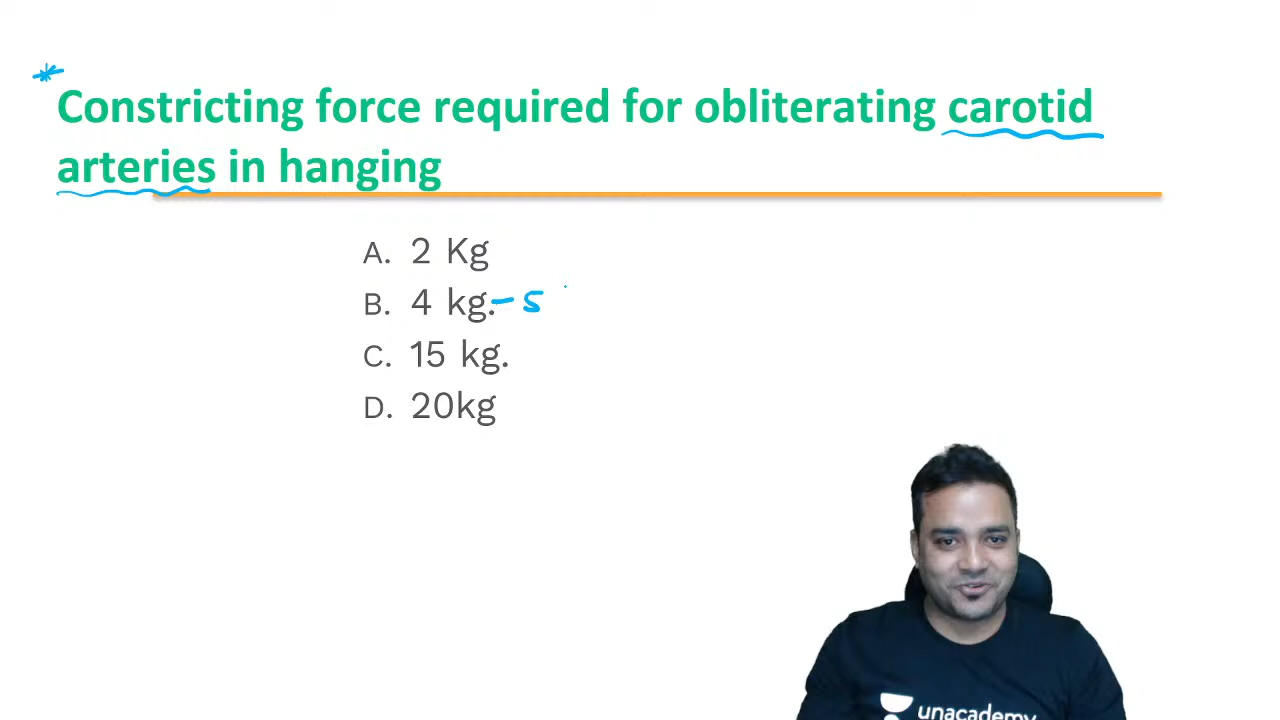 *
Constricting force required for obliterating carotid
arteries in hanging
A. 2 Kg
B. 4 kg. - 5
C. 15 kg.
D. 20kg
unacademy